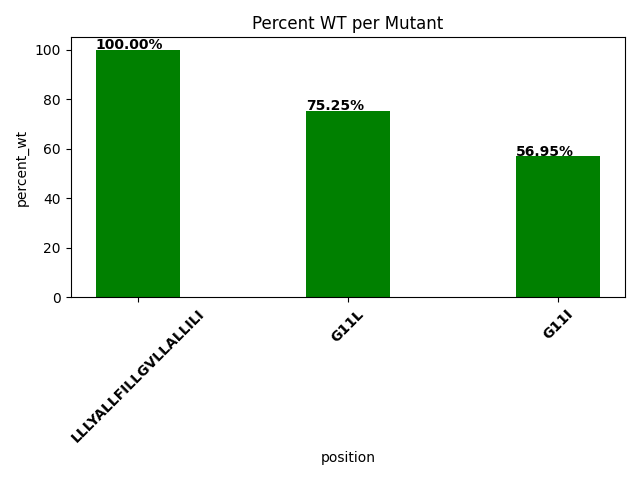 Percent WT per Mutant
percent_wt
100
80
60
40
20
0
100.00%
75.25%
56.95%
LLLYALLFILLGVLLALLILI
G11L
G11I
position